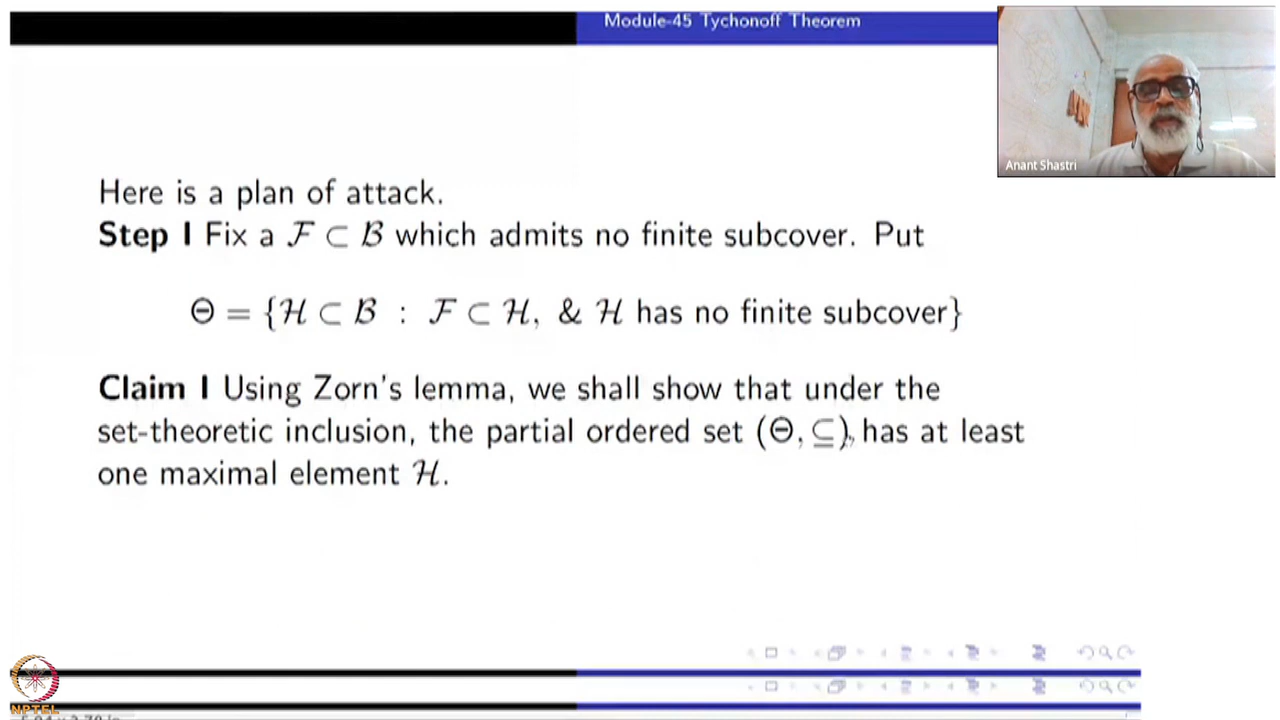 Module-45 Tychonoff Theorem
Anant Shastri
Here is a plan of attack.
Step I Fix a ℱ ⊂ ℬ which admits no finite subcover. Put
Θ = {ℋ ⊂ ℬ : ℱ ⊂ ℋ, & ℋ has no finite subcover}
Claim I Using Zorn's lemma, we shall show that under the
set-theoretic inclusion, the partial ordered set (Θ, ⊆), has at least
one maximal element ℋ.
NPTEL